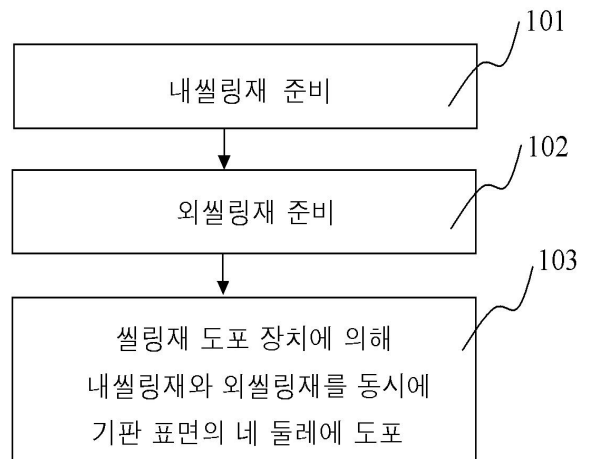 101
내씰링재 준비
102
외씰링재 준비
103
씰링재 도포 장치에 의해
내씰링재와 외씰링재를 동시에
기판 표면의 네 둘레에 도포